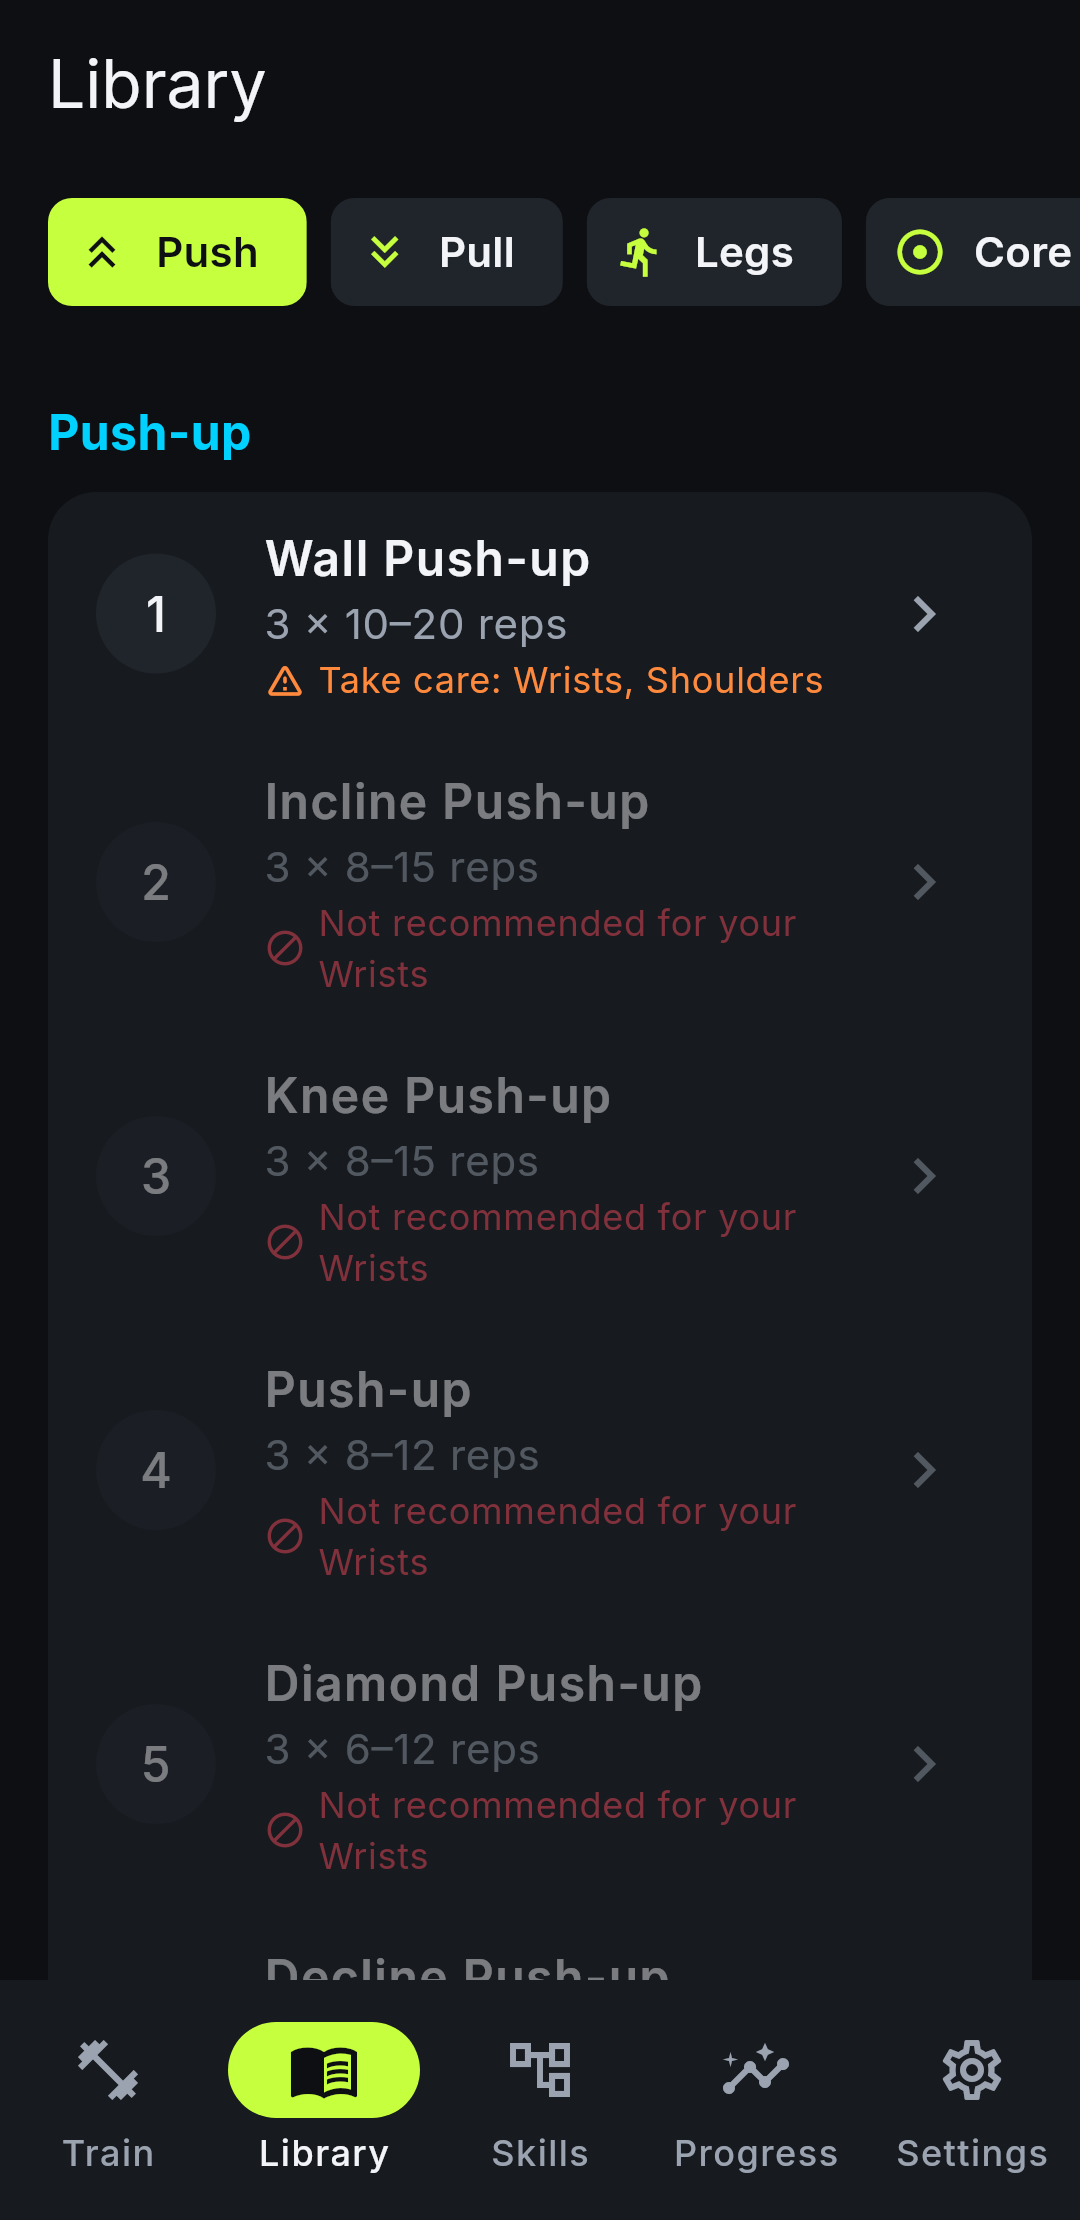 Library
Push
Pull
Legs
Core
Push-up
1
Wall Push-up
3 × 10–20 reps
Take care: Wrists, Shoulders
2
Incline Push-up
3 × 8–15 reps
Not recommended for your
Wrists
3
Knee Push-up
3 × 8–15 reps
Not recommended for your
Wrists
4
Push-up
3 × 8–12 reps
Not recommended for your
Wrists
5
Diamond Push-up
3 × 6–12 reps
Not recommended for your
Wrists
Decline Push-up
Train
Library
Skills
Progress
Settings